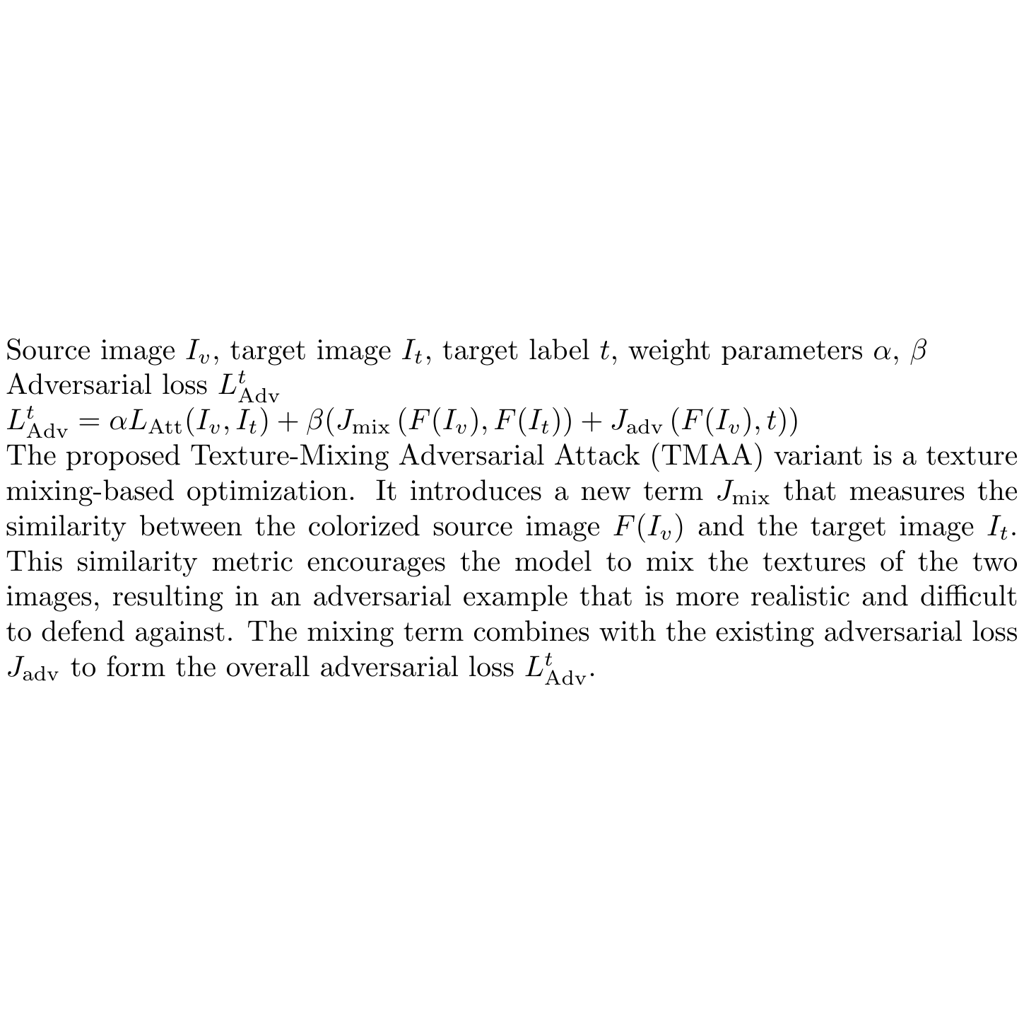 Source image $I_v$, target image $I_t$, target label $t$, weight parameters $\alpha$, $\beta$
Adversarial loss $L^t_{\text{Adv}}$
$L^t_{\text{Adv}} = \alpha L_{\text{Att}}(I_v, I_t) + \beta(J_{\text{mix}}(F(I_v), F(I_t)) + J_{\text{adv}}(F(I_v), t))$
The proposed Texture-Mixing Adversarial Attack (TMAA) variant is a texture
mixing-based optimization. It introduces a new term $J_{\text{mix}}$ that measures the
similarity between the colorized source image $F(I_v)$ and the target image $I_t$.
This similarity metric encourages the model to mix the textures of the two
images, resulting in an adversarial example that is more realistic and difficult
to defend against. The mixing term combines with the existing adversarial loss
$J_{\text{adv}}$ to form the overall adversarial loss $L^t_{\text{Adv}}$.